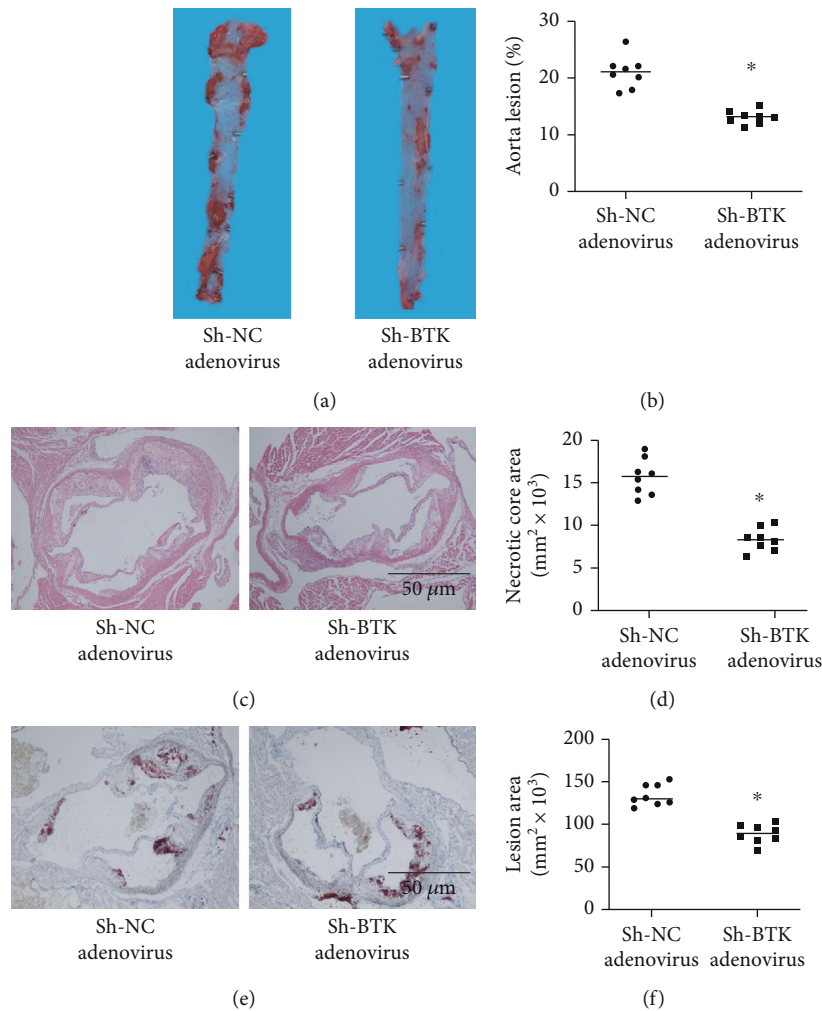 Sh-NC
adenovirus
Sh-BTK
adenovirus
(a)
Aorta lesion (%)
30
20
10
0
*
Sh-NC
adenovirus
Sh-BTK
adenovirus
(b)
50 μm
Sh-NC
adenovirus
Sh-BTK
adenovirus
(c)
Necrotic core area
(mm² × 10³)
20
15
10
5
0
*
Sh-NC
adenovirus
Sh-BTK
adenovirus
(d)
50 μm
Sh-NC
adenovirus
Sh-BTK
adenovirus
(e)
Lesion area
(mm² × 10³)
200
150
100
50
0
*
Sh-NC
adenovirus
Sh-BTK
adenovirus
(f)